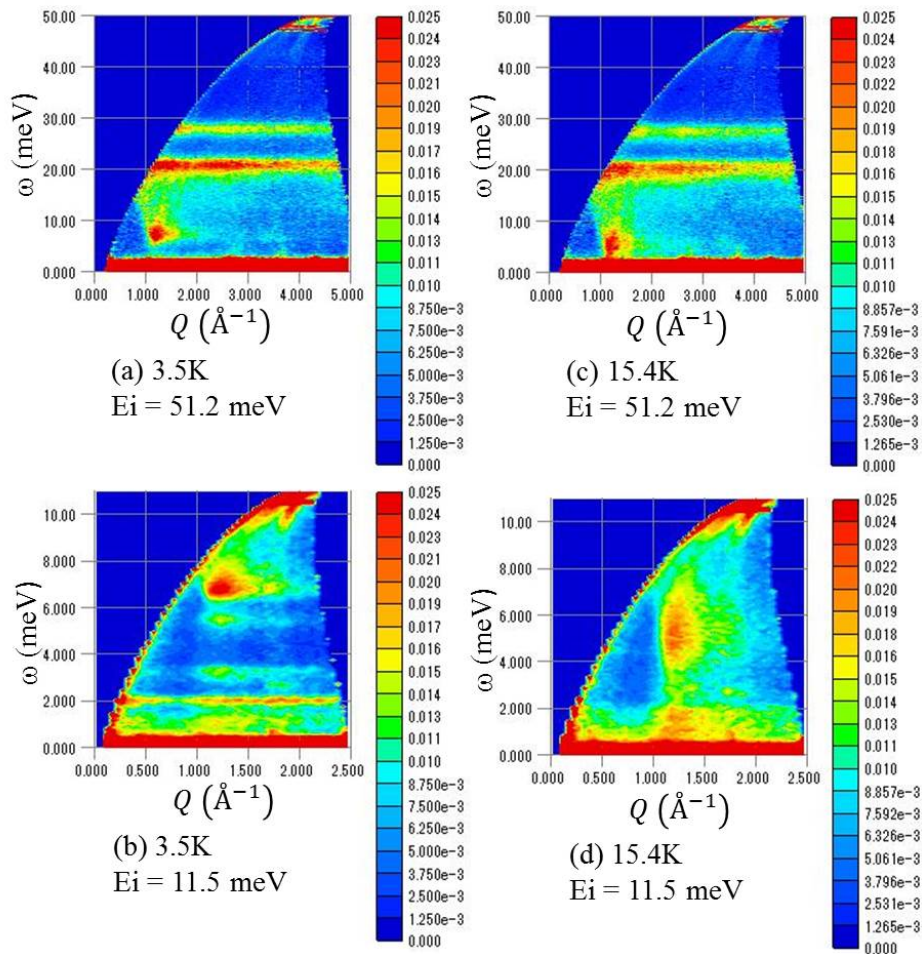 50.00
40.00
30.00
20.00
10.00
0.000
ω (meV)
0.000 1.000 2.000 3.000 4.000 5.000
Q (Å⁻¹)
0.025
0.024
0.023
0.021
0.020
0.019
0.017
0.016
0.015
0.014
0.013
0.011
0.010
8.750e-3
7.500e-3
6.250e-3
5.000e-3
3.750e-3
2.500e-3
1.250e-3
0.000
(a) 3.5K
Ei = 51.2 meV
50.00
40.00
30.00
20.00
10.00
0.000
ω (meV)
0.000 1.000 2.000 3.000 4.000 5.000
Q (Å⁻¹)
0.025
0.024
0.023
0.021
0.020
0.019
0.017
0.016
0.015
0.014
0.013
0.011
0.010
8.857e-3
7.591e-3
6.326e-3
5.061e-3
3.796e-3
2.530e-3
1.265e-3
0.000
(c) 15.4K
Ei = 51.2 meV
10.00
8.000
6.000
4.000
2.000
0.000
ω (meV)
0.000 0.500 1.000 1.500 2.000 2.500
Q (Å⁻¹)
0.025
0.024
0.023
0.021
0.020
0.019
0.017
0.016
0.015
0.014
0.013
0.011
0.010
8.750e-3
7.500e-3
6.250e-3
5.000e-3
3.750e-3
2.500e-3
1.250e-3
0.000
(b) 3.5K
Ei = 11.5 meV
10.00
8.000
6.000
4.000
2.000
0.000
ω (meV)
0.000 0.500 1.000 1.500 2.000 2.500
Q (Å⁻¹)
0.025
0.024
0.023
0.021
0.020
0.019
0.017
0.016
0.015
0.014
0.013
0.011
0.010
8.857e-3
7.592e-3
6.326e-3
5.061e-3
3.796e-3
2.531e-3
1.265e-3
0.000
(d) 15.4K
Ei = 11.5 meV